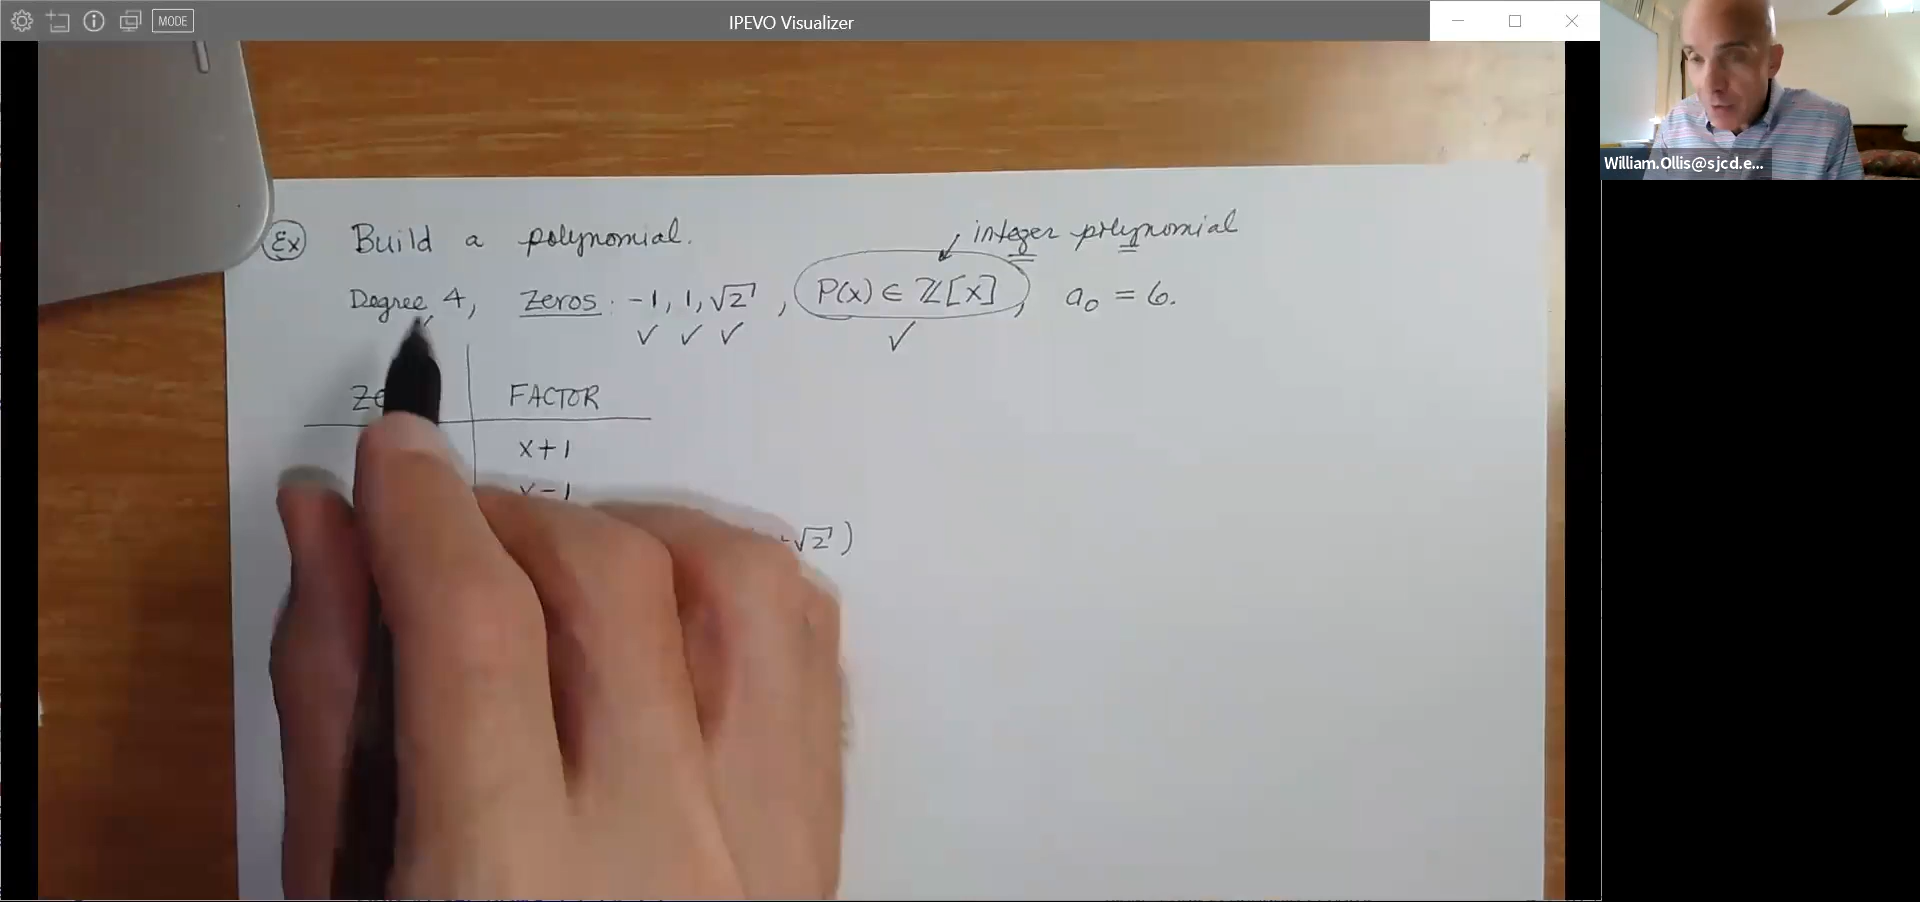 MODE
IPEVO Visualizer
William.Ollis@sjcd.e...
Ex Build a polynomial.
integer polynomial
Degree 4, Zeros: -1, 1, √2, P(x) ∈ ℤ[x], a₀ = 6.
✓ ✓ ✓ ✓
FACTOR
x+1
x-1
√2)